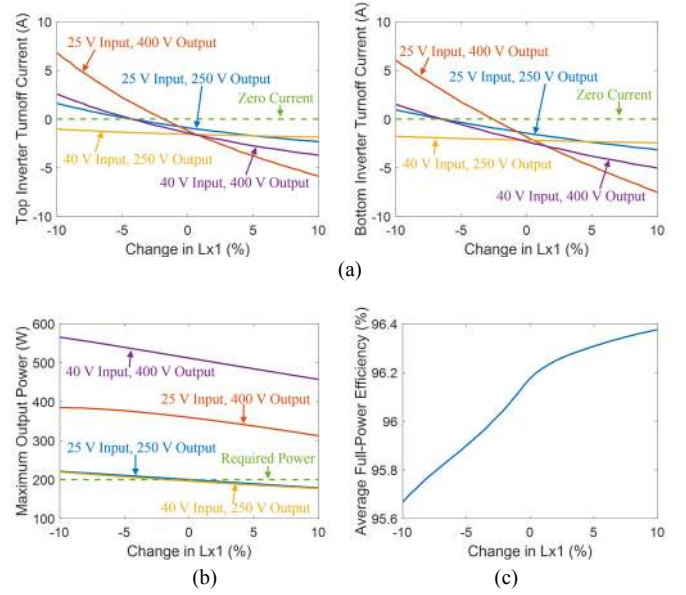 Top Inverter Turnoff Current (A)
10
5
0
-5
-10
25 V Input, 400 V Output
25 V Input, 250 V Output
Zero Current
40 V Input, 250 V Output
40 V Input, 400 V Output
-10 -5 0 5 10
Change in Lx1 (%)
Bottom Inverter Turnoff Current (A)
10
5
0
-5
-10
25 V Input, 400 V Output
25 V Input, 250 V Output
Zero Current
40 V Input, 250 V Output
40 V Input, 400 V Output
-10 -5 0 5 10
Change in Lx1 (%)
(a)
Maximum Output Power (W)
600
500
400
300
200
100
40 V Input, 400 V Output
25 V Input, 400 V Output
25 V Input, 250 V Output
Required Power
40 V Input, 250 V Output
-10 -5 0 5 10
Change in Lx1 (%)
(b)
Average Full-Power Efficiency (%)
96.4
96.2
96
95.8
95.6
-10 -5 0 5 10
Change in Lx1 (%)
(c)